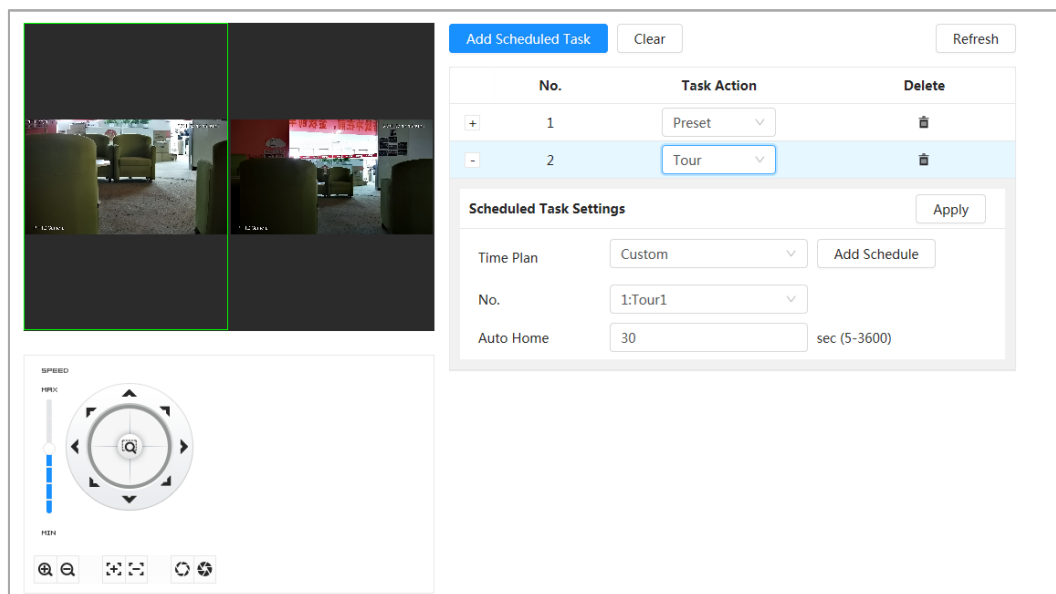 Add Scheduled Task Clear Refresh
No. Task Action Delete
+ 1 Preset
- 2 Tour
Scheduled Task Settings Apply
Time Plan Custom Add Schedule
No. 1:Tour1
Auto Home 30 sec (5-3600)
SPEED
MAX
MIN